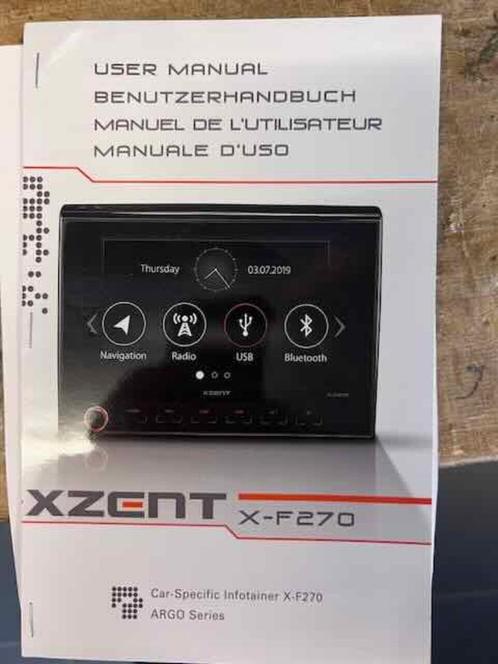 USER MANUAL
BENUTZERHANDBUCH
MANUEL DE L'UTILISATEUR
MANUALE D'USO
Thursday
03.07.2019
Navigation
Radio
USB
Bluetooth
XZENT
XZENT
X-F270
Car-Specific Infotainer X-F270
ARGO Series